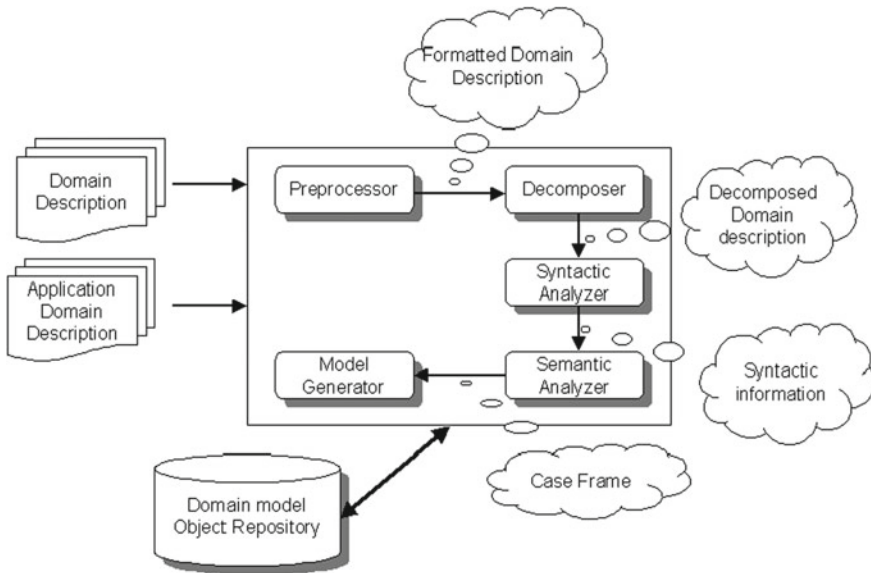 Formatted Domain
Description
Domain
Description
Preprocessor
Decomposer
Decomposed
Domain
description
Application
Domain
Description
Syntactic
Analyzer
Model
Generator
Semantic
Analyzer
Syntactic
information
Domain model
Object Repository
Case Frame